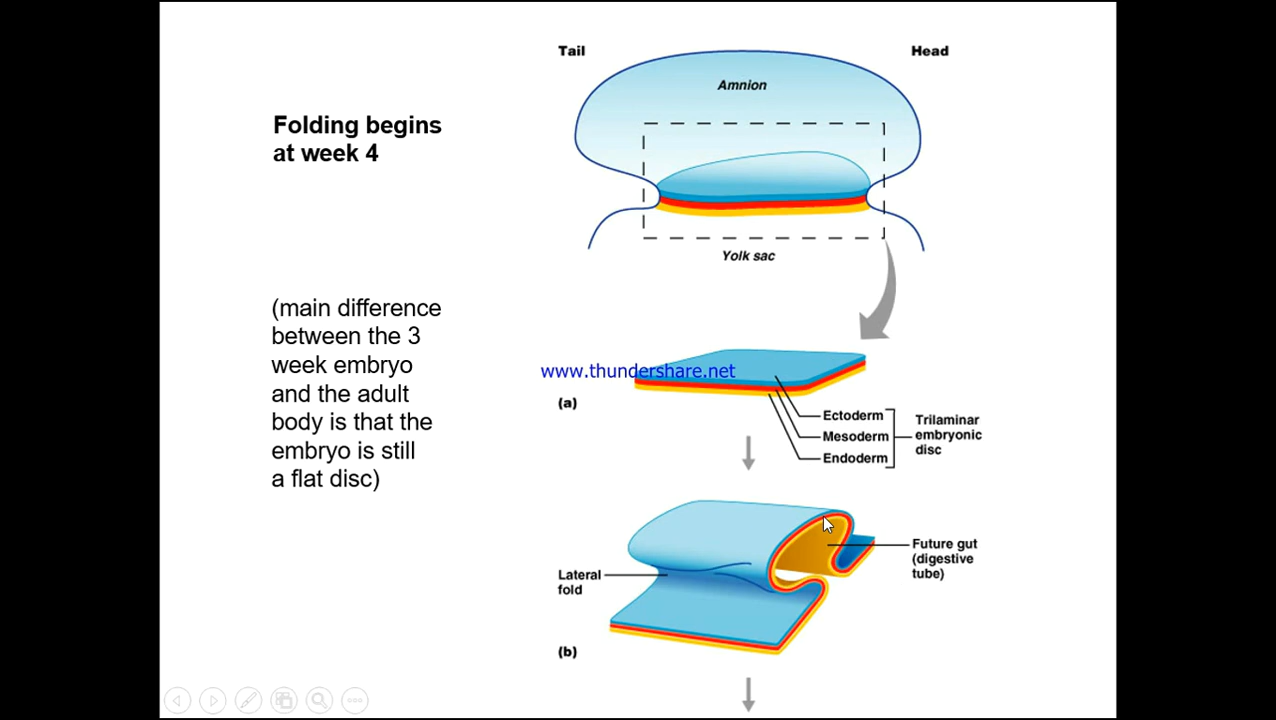 Tail
Head
Amnion
Folding begins
at week 4
Yolk sac
(main difference
between the 3
week embryo
and the adult
body is that the
embryo is still
a flat disc)
www.thundershare.net
(a)
Ectoderm
Mesoderm
Endoderm
Trilaminar
embryonic
disc
Future gut
(digestive
tube)
Lateral
fold
(b)